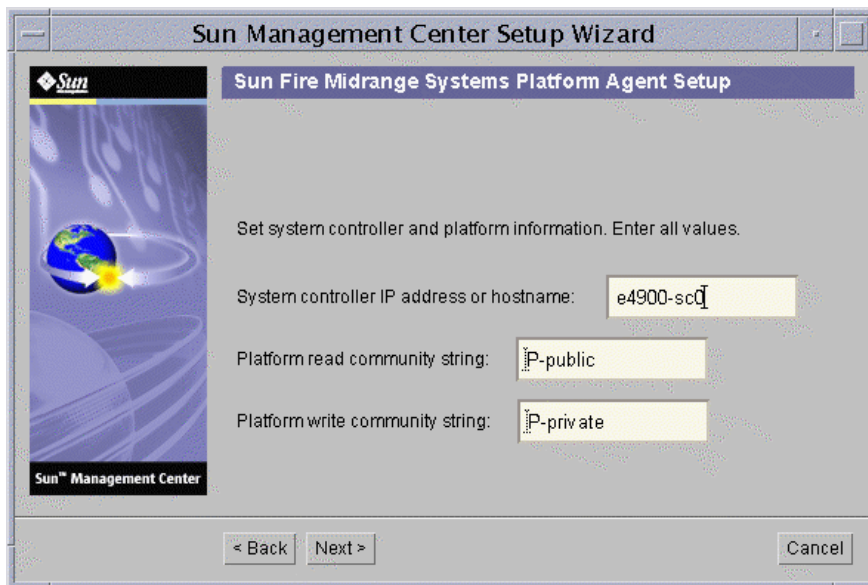 Sun Management Center Setup Wizard
Sun
Sun Fire Midrange Systems Platform Agent Setup
Set system controller and platform information. Enter all values.
System controller IP address or hostname: e4900-sc0
Platform read community string: P-public
Platform write community string: P-private
Sun™ Management Center
< Back Next > Cancel